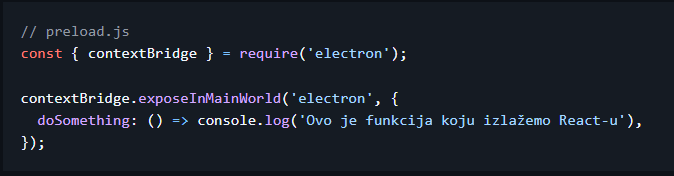 // preload.js
const { contextBridge } = require('electron');
contextBridge.exposeInMainWorld('electron', {
  doSomething: () => console.log('Ovo je funkcija koju izlažemo React-u'),
});